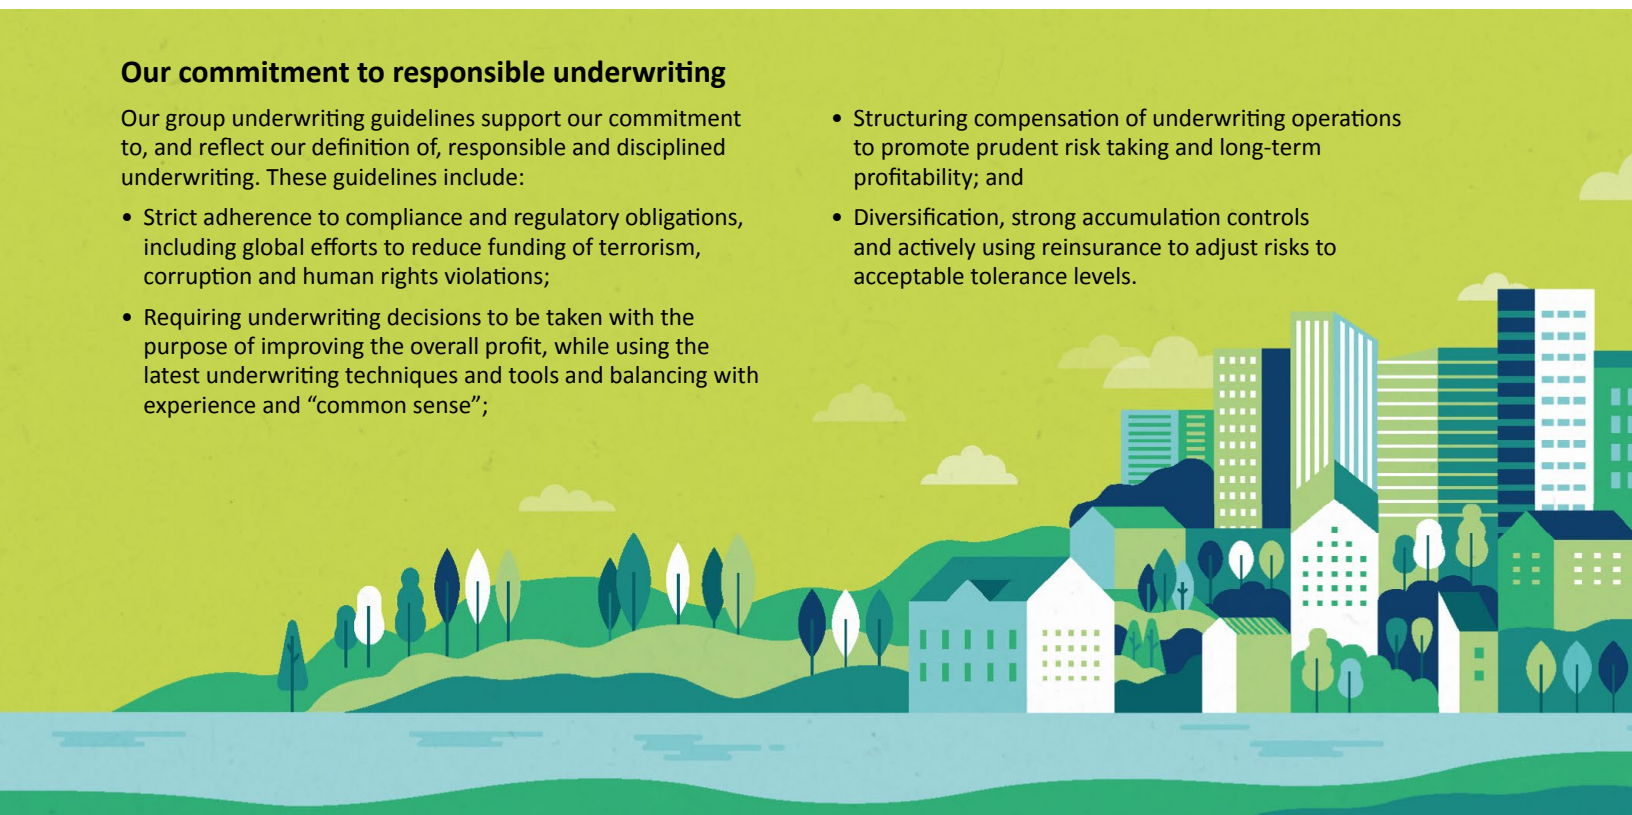 Our commitment to responsible underwriting
Our group underwriting guidelines support our commitment
to, and reflect our definition of, responsible and disciplined
underwriting. These guidelines include:
• Strict adherence to compliance and regulatory obligations,
including global efforts to reduce funding of terrorism,
corruption and human rights violations;
• Requiring underwriting decisions to be taken with the
purpose of improving the overall profit, while using the
latest underwriting techniques and tools and balancing with
experience and “common sense”;
• Structuring compensation of underwriting operations
to promote prudent risk taking and long-term
profitability; and
• Diversification, strong accumulation controls
and actively using reinsurance to adjust risks to
acceptable tolerance levels.